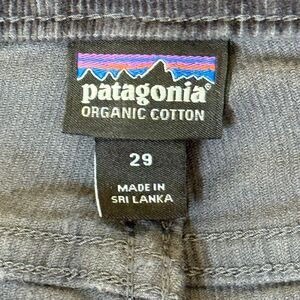 patagonia®
ORGANIC COTTON
29
MADE IN
SRI LANKA